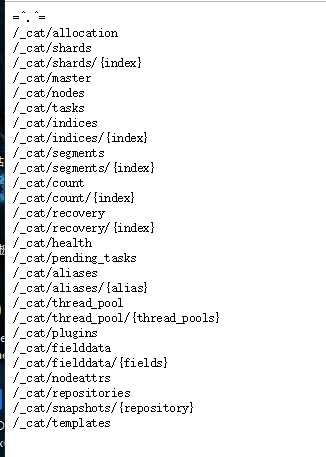 =^.^=
/_cat/allocation
/_cat/shards
/_cat/shards/{index}
/_cat/master
/_cat/nodes
/_cat/tasks
/_cat/indices
/_cat/indices/{index}
/_cat/segments
/_cat/segments/{index}
/_cat/count
/_cat/count/{index}
/_cat/recovery
/_cat/recovery/{index}
/_cat/health
/_cat/pending_tasks
/_cat/aliases
/_cat/aliases/{alias}
/_cat/thread_pool
/_cat/thread_pool/{thread_pools}
/_cat/plugins
/_cat/fielddata
/_cat/fielddata/{fields}
/_cat/nodeattrs
/_cat/repositories
/_cat/snapshots/{repository}
/_cat/templates